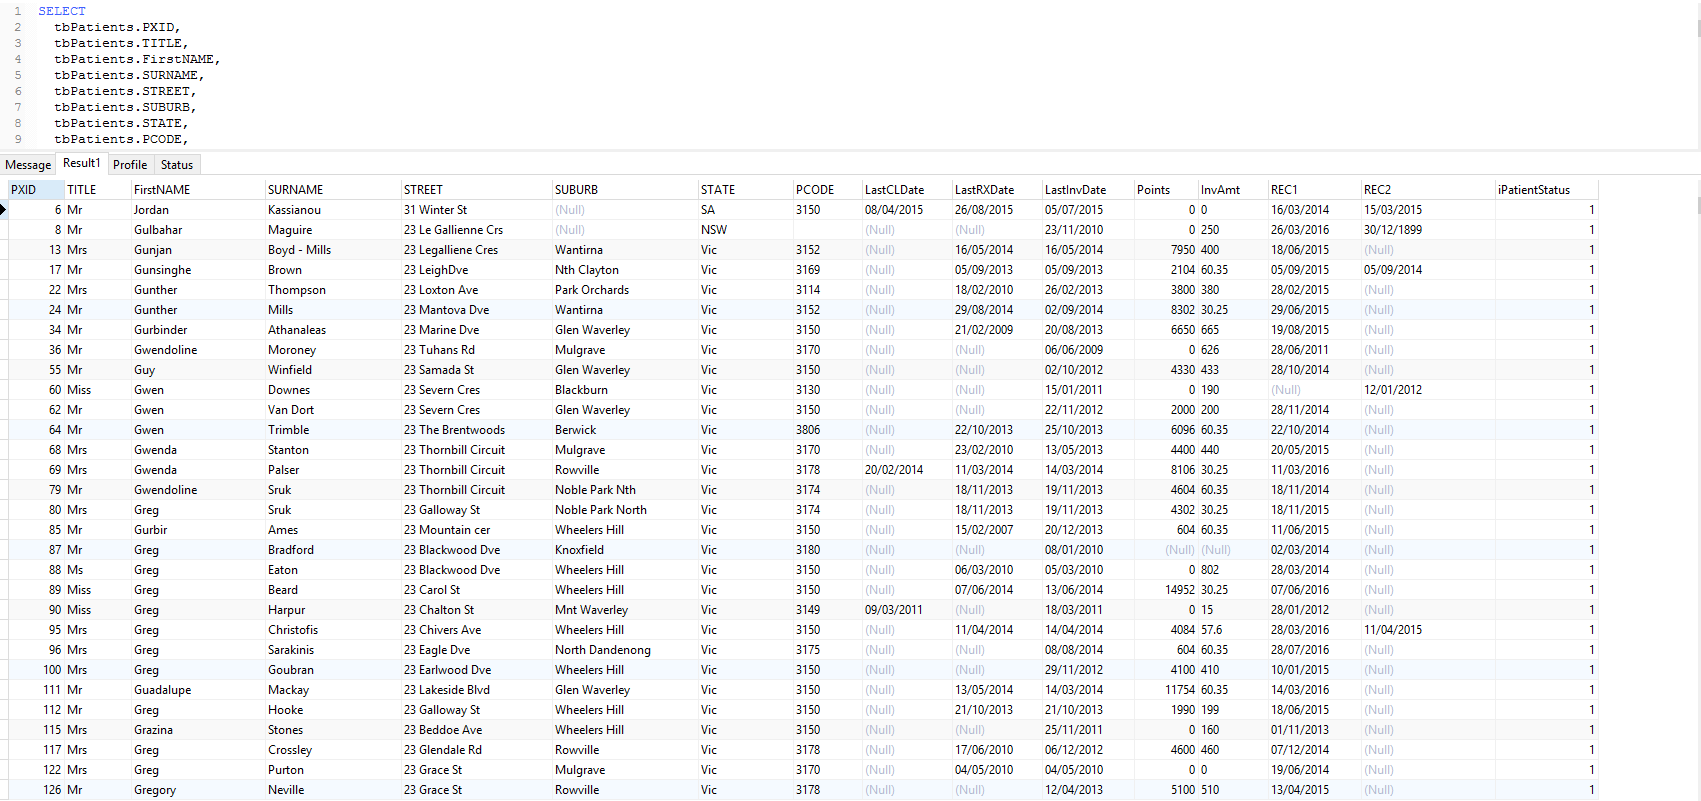 1 SELECT
2 tbPatients.PXID,
3 tbPatients.TITLE,
4 tbPatients.FirstNAME,
5 tbPatients.SURNAME,
6 tbPatients.STREET,
7 tbPatients.SUBURB,
8 tbPatients.STATE,
9 tbPatients.PCODE,
Message Result1 Profile Status
PXID TITLE FirstNAME SURNAME STREET SUBURB STATE PCODE LastCLDate LastRXDate LastInvDate Points InvAmt REC1 REC2 iPatientStatus
6 Mr Jordan Kassianou 31 Winter St (Null) SA 3150 08/04/2015 26/08/2015 05/07/2015 0 0 16/03/2014 15/03/2015 1
8 Mr Gulbahar Maguire 23 Le Gallienne Crs (Null) NSW (Null) (Null) 23/11/2010 0 250 26/03/2016 30/12/1899 1
13 Mrs Gunjan Boyd - Mills 23 Legalliene Cres Wantirna Vic 3152 (Null) 16/05/2014 16/05/2014 7950 400 18/06/2015 (Null) 1
17 Mr Gunsinghe Brown 23 LeighDve Nth Clayton Vic 3169 (Null) 05/09/2013 05/09/2013 2104 60.35 05/09/2015 05/09/2014 1
22 Mrs Gunther Thompson 23 Loxton Ave Park Orchards Vic 3114 (Null) 18/02/2010 26/02/2013 3800 380 28/02/2015 (Null) 1
24 Mr Gunther Mills 23 Mantova Dve Wantirna Vic 3152 (Null) 29/08/2014 02/09/2014 8302 30.25 29/06/2015 (Null) 1
34 Mr Gurbinder Athanaleas 23 Marine Dve Glen Waverley Vic 3150 (Null) 21/02/2009 20/08/2013 6650 665 19/08/2015 (Null) 1
36 Mr Gwendoline Moroney 23 Tuhans Rd Mulgrave Vic 3170 (Null) (Null) 06/06/2009 0 626 28/06/2011 (Null) 1
55 Mr Guy Winfield 23 Samada St Glen Waverley Vic 3150 (Null) (Null) 02/10/2012 4330 433 28/10/2014 (Null) 1
60 Miss Gwen Downes 23 Severn Cres Blackburn Vic 3130 (Null) (Null) 15/01/2011 0 190 (Null) 12/01/2012 1
62 Mr Gwen Van Dort 23 Severn Cres Glen Waverley Vic 3150 (Null) (Null) 22/11/2012 2000 200 28/11/2014 (Null) 1
64 Mr Gwen Trimble 23 The Brentwoods Berwick Vic 3806 (Null) 22/10/2013 25/10/2013 6096 60.35 22/10/2014 (Null) 1
68 Mrs Gwenda Stanton 23 Thornbill Circuit Mulgrave Vic 3170 (Null) 23/02/2010 13/05/2013 4400 440 20/05/2015 (Null) 1
69 Mrs Gwenda Palser 23 Thornbill Circuit Rowville Vic 3178 20/02/2014 11/03/2014 14/03/2014 8106 30.25 11/03/2016 (Null) 1
79 Mr Gwendoline Sruk 23 Thornbill Circuit Noble Park Nth Vic 3174 (Null) 18/11/2013 19/11/2013 4604 60.35 18/11/2014 (Null) 1
80 Mrs Greg Sruk 23 Galloway St Noble Park North Vic 3174 (Null) 18/11/2013 19/11/2013 4302 30.25 18/11/2015 (Null) 1
85 Mr Gurbir Ames 23 Mountain cer Wheelers Hill Vic 3150 (Null) 15/02/2007 20/12/2013 604 60.35 11/06/2015 (Null) 1
87 Mr Greg Bradford 23 Blackwood Dve Knoxfield Vic 3180 (Null) (Null) 08/01/2010 (Null) (Null) 02/03/2014 (Null) 1
88 Ms Greg Eaton 23 Blackwood Dve Wheelers Hill Vic 3150 (Null) 06/03/2010 05/03/2010 0 802 28/03/2014 (Null) 1
89 Miss Greg Beard 23 Carol St Wheelers Hill Vic 3150 (Null) 07/06/2014 13/06/2014 14952 30.25 07/06/2016 (Null) 1
90 Miss Greg Harpur 23 Chalton St Mnt Waverley Vic 3149 09/03/2011 (Null) 18/03/2011 0 15 28/01/2012 (Null) 1
95 Mrs Greg Christofis 23 Chivers Ave Wheelers Hill Vic 3150 (Null) 11/04/2014 14/04/2014 4084 57.6 28/03/2016 11/04/2015 1
96 Mrs Greg Sarakinis 23 Eagle Dve North Dandenong Vic 3175 (Null) (Null) 08/08/2014 604 60.35 28/07/2016 (Null) 1
100 Mrs Greg Goubran 23 Earlwood Dve Wheelers Hill Vic 3150 (Null) (Null) 29/11/2012 4100 410 10/01/2015 (Null) 1
111 Mr Guadalupe Mackay 23 Lakeside Blvd Glen Waverley Vic 3150 (Null) 13/05/2014 14/03/2014 11754 60.35 14/03/2016 (Null) 1
112 Mr Greg Hooke 23 Galloway St Wheelers Hill Vic 3150 (Null) 21/10/2013 21/10/2013 1990 199 18/06/2015 (Null) 1
115 Mrs Grazina Stones 23 Beddoe Ave Wheelers Hill Vic 3150 (Null) (Null) 25/11/2011 0 160 01/11/2013 (Null) 1
117 Mrs Greg Crossley 23 Glendale Rd Rowville Vic 3178 (Null) 17/06/2010 06/12/2012 4600 460 07/12/2014 (Null) 1
122 Mrs Greg Purton 23 Grace St Mulgrave Vic 3170 (Null) 04/05/2010 04/05/2010 0 0 19/06/2014 (Null) 1
126 Mr Gregory Neville 23 Grace St Rowville Vic 3178 (Null) (Null) 12/04/2013 5100 510 13/04/2015 (Null) 1